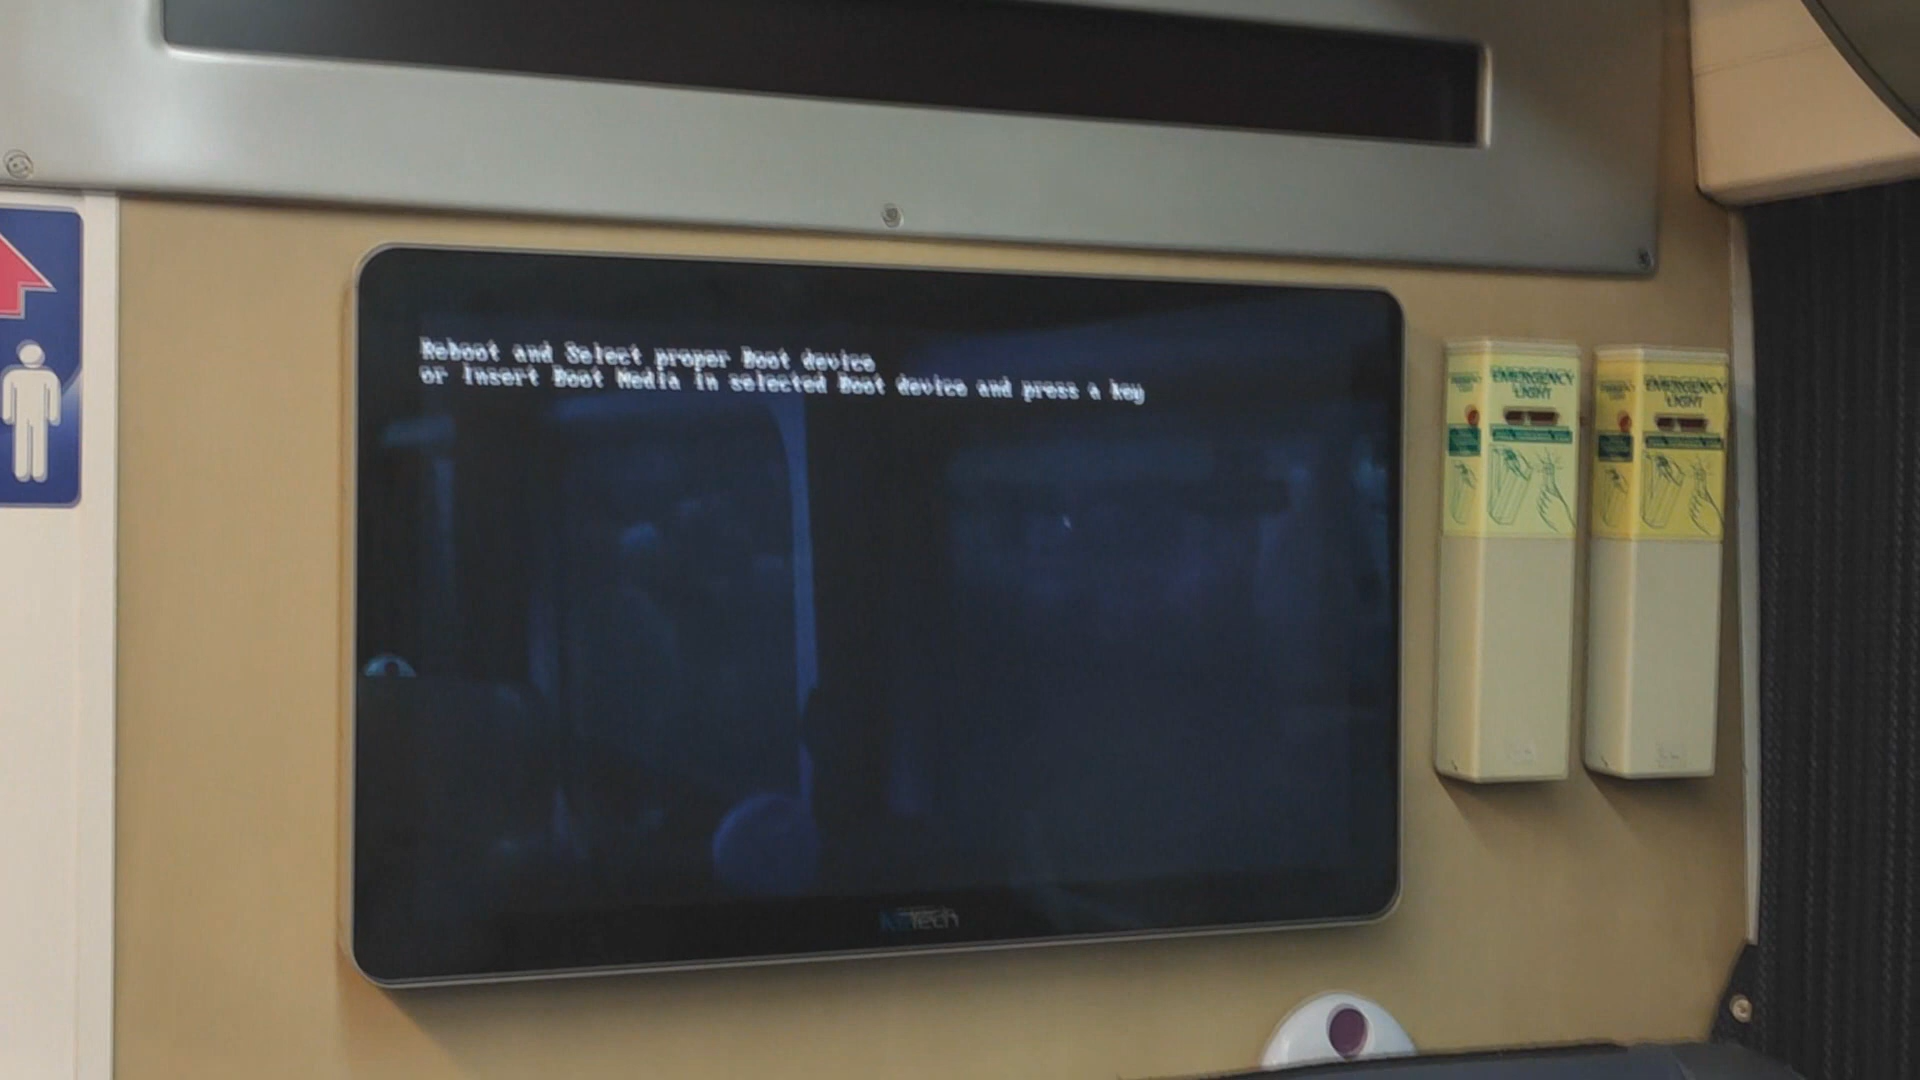 Reboot and Select proper Boot device
or Insert Boot Media in selected Boot device and press a key
EMERGENCY
LIGHT
EMERGENCY
LIGHT